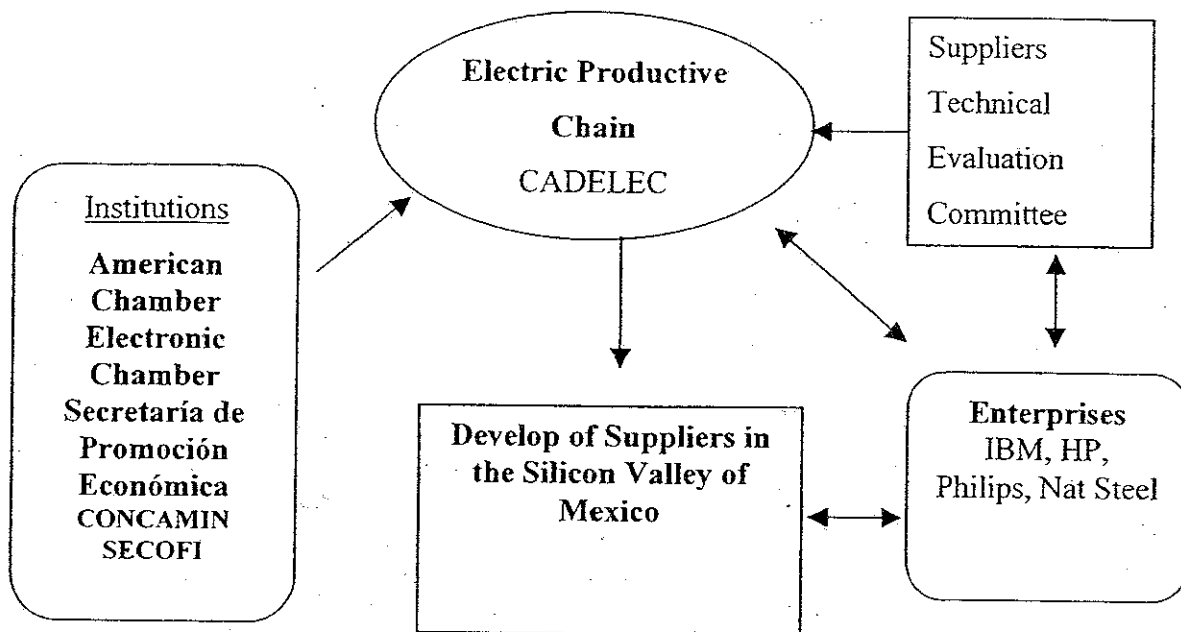 Electric Productive
Chain
CADELEC
Suppliers
Technical
Evaluation
Committee
Institutions
American
Chamber
Electronic
Chamber
Secretaría de
Promoción
Económica
CONCAMIN
SECOFI
Develop of Suppliers in
the Silicon Valley of
Mexico
Enterprises
IBM, HP,
Philips, Nat Steel